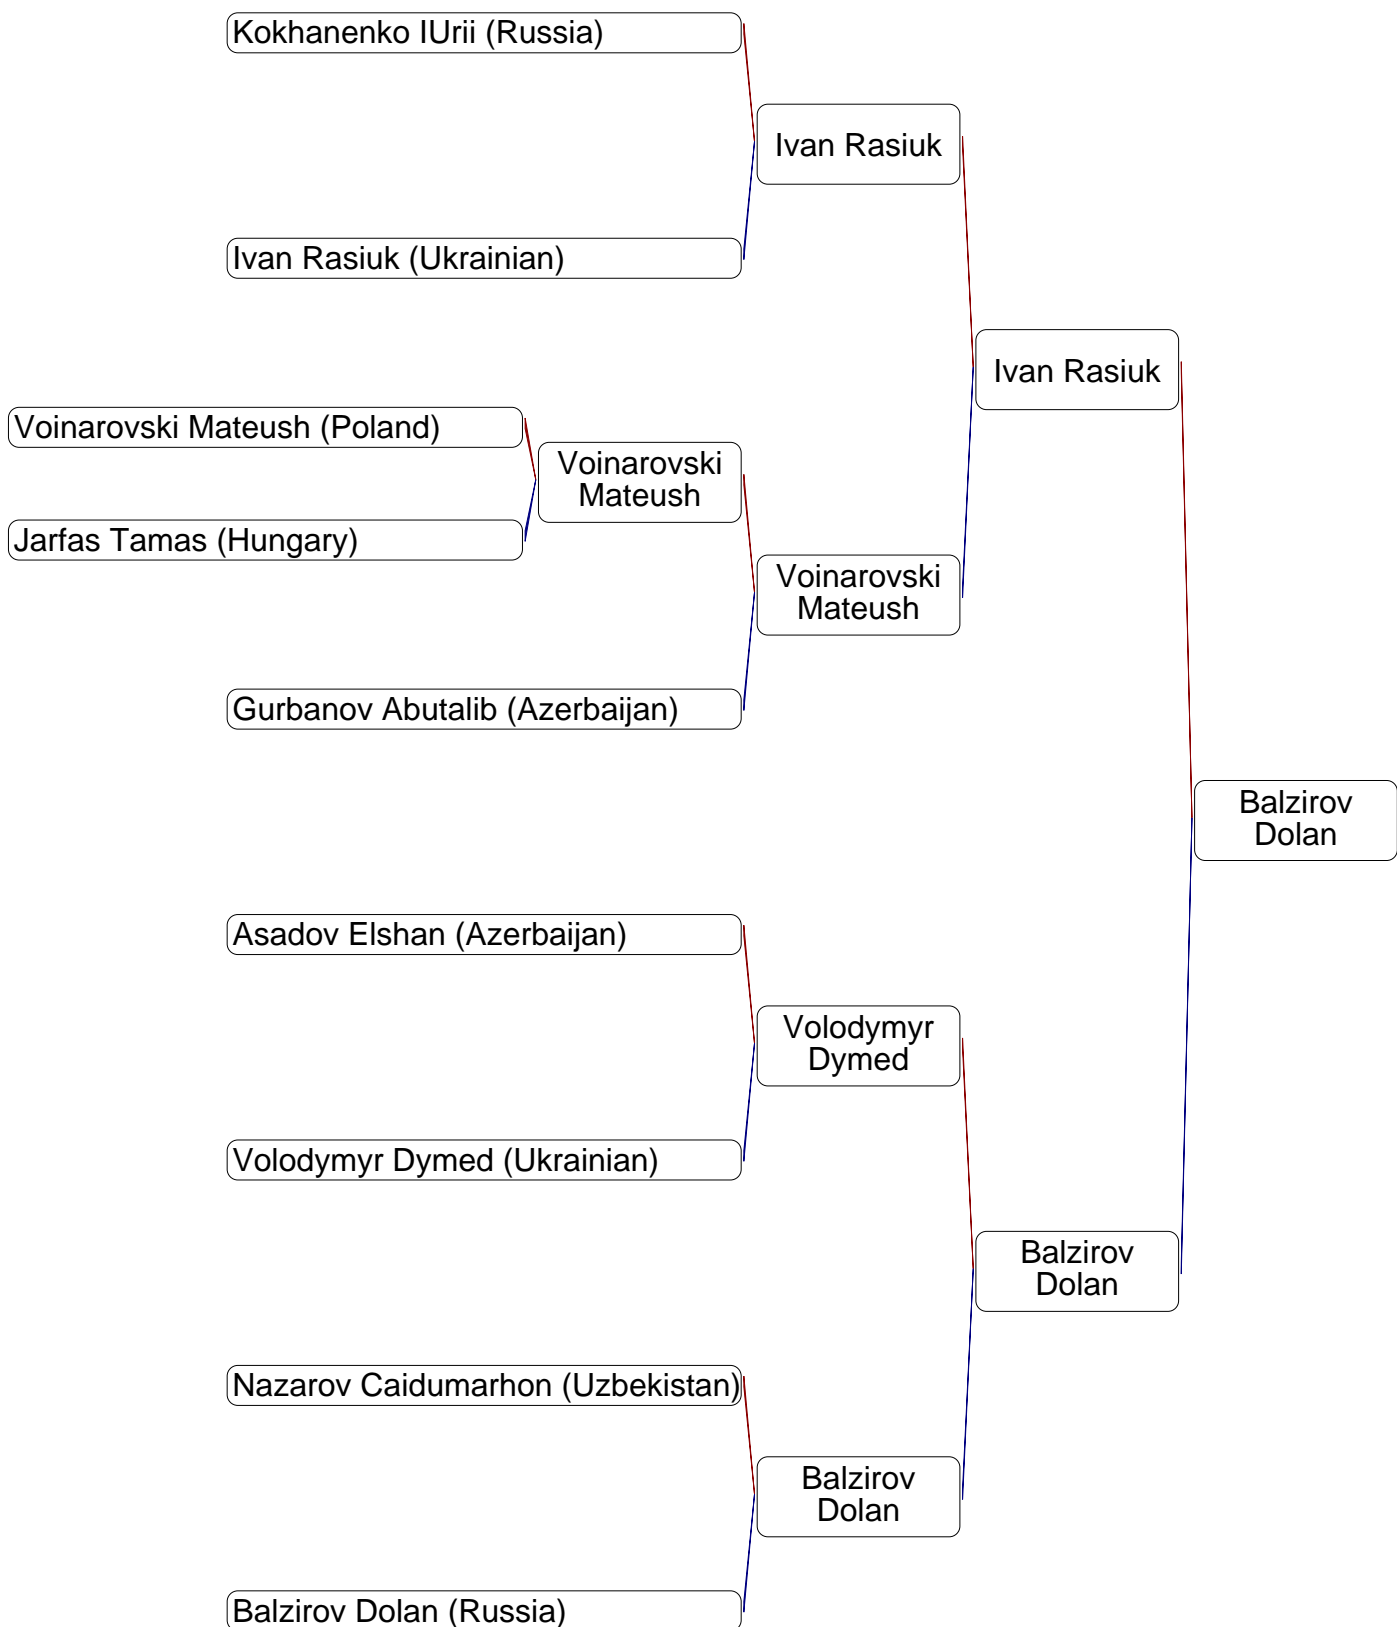 Kokhanenko IUrii (Russia)
Ivan Rasiuk
Ivan Rasiuk (Ukrainian)
Ivan Rasiuk
Voinarovski Mateush (Poland)
Voinarovski
Mateush
Jarfas Tamas (Hungary)
Voinarovski
Mateush
Gurbanov Abutalib (Azerbaijan)
Balzirov
Dolan
Asadov Elshan (Azerbaijan)
Volodymyr
Dymed
Volodymyr Dymed (Ukrainian)
Balzirov
Dolan
Nazarov Caidumarhon (Uzbekistan)
Balzirov
Dolan
Balzirov Dolan (Russia)